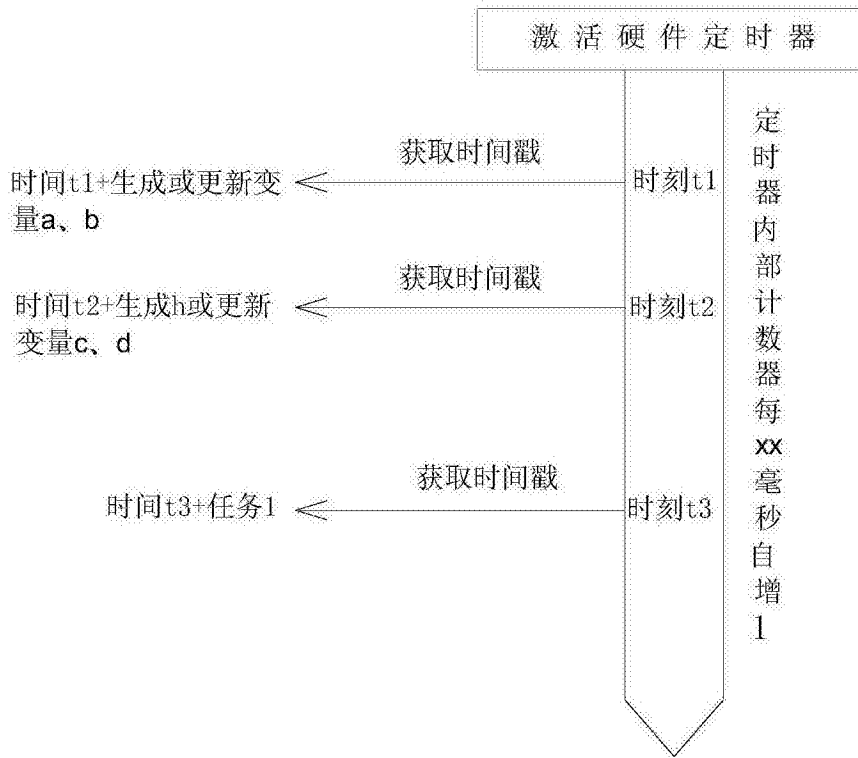 激活硬件定时器
获取时间戳
时刻t1
时间t1+生成或更新变
量a、b
获取时间戳
时刻t2
时间t2+生成h或更新
变量c、d
获取时间戳
时刻t3
时间t3+任务1
定时器内部计数器每xx毫秒自增1